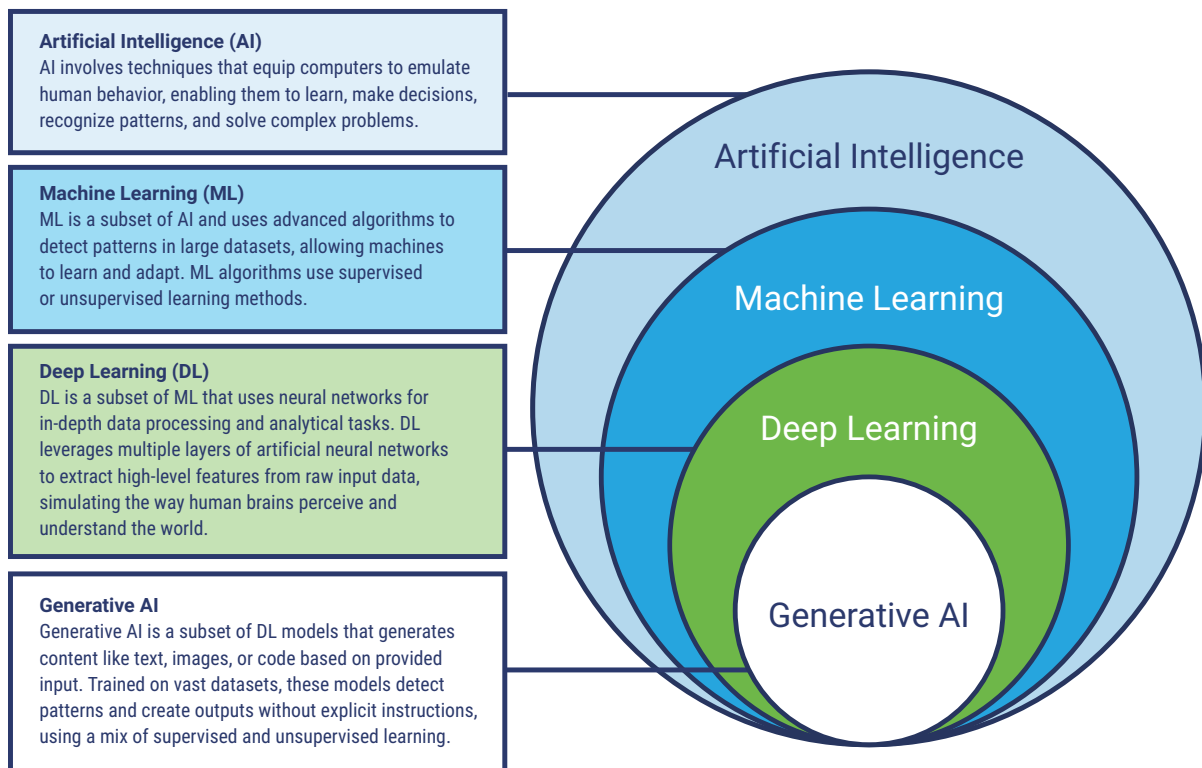 Artificial Intelligence (AI)
AI involves techniques that equip computers to emulate
human behavior, enabling them to learn, make decisions,
recognize patterns, and solve complex problems.
Machine Learning (ML)
ML is a subset of AI and uses advanced algorithms to
detect patterns in large datasets, allowing machines
to learn and adapt. ML algorithms use supervised
or unsupervised learning methods.
Deep Learning (DL)
DL is a subset of ML that uses neural networks for
in-depth data processing and analytical tasks. DL
leverages multiple layers of artificial neural networks
to extract high-level features from raw input data,
simulating the way human brains perceive and
understand the world.
Generative AI
Generative AI is a subset of DL models that generates
content like text, images, or code based on provided
input. Trained on vast datasets, these models detect
patterns and create outputs without explicit instructions,
using a mix of supervised and unsupervised learning.
Artificial Intelligence
Machine Learning
Deep Learning
Generative AI